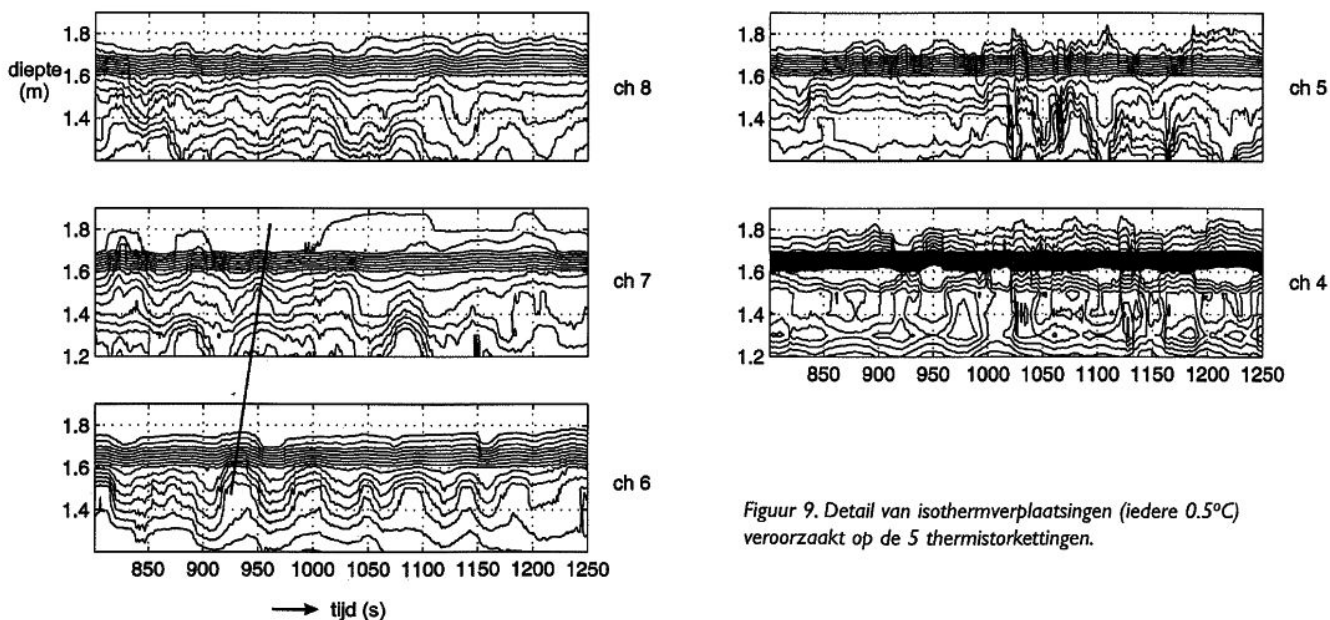 1.8
diepte 1.6
(m)
1.4
ch 8
1.8
1.6
1.4
1.2
ch 7
1.8
1.6
1.4
ch 6
850 900 950 1000 1050 1100 1150 1200 1250
→ tijd (s)
1.8
1.6
1.4
ch 5
1.8
1.6
1.4
1.2
ch 4
850 900 950 1000 1050 1100 1150 1200 1250
Figuur 9. Detail van isothermverplaatsingen (iedere 0.5°C)
veroorzaakt op de 5 thermistorkettingen.